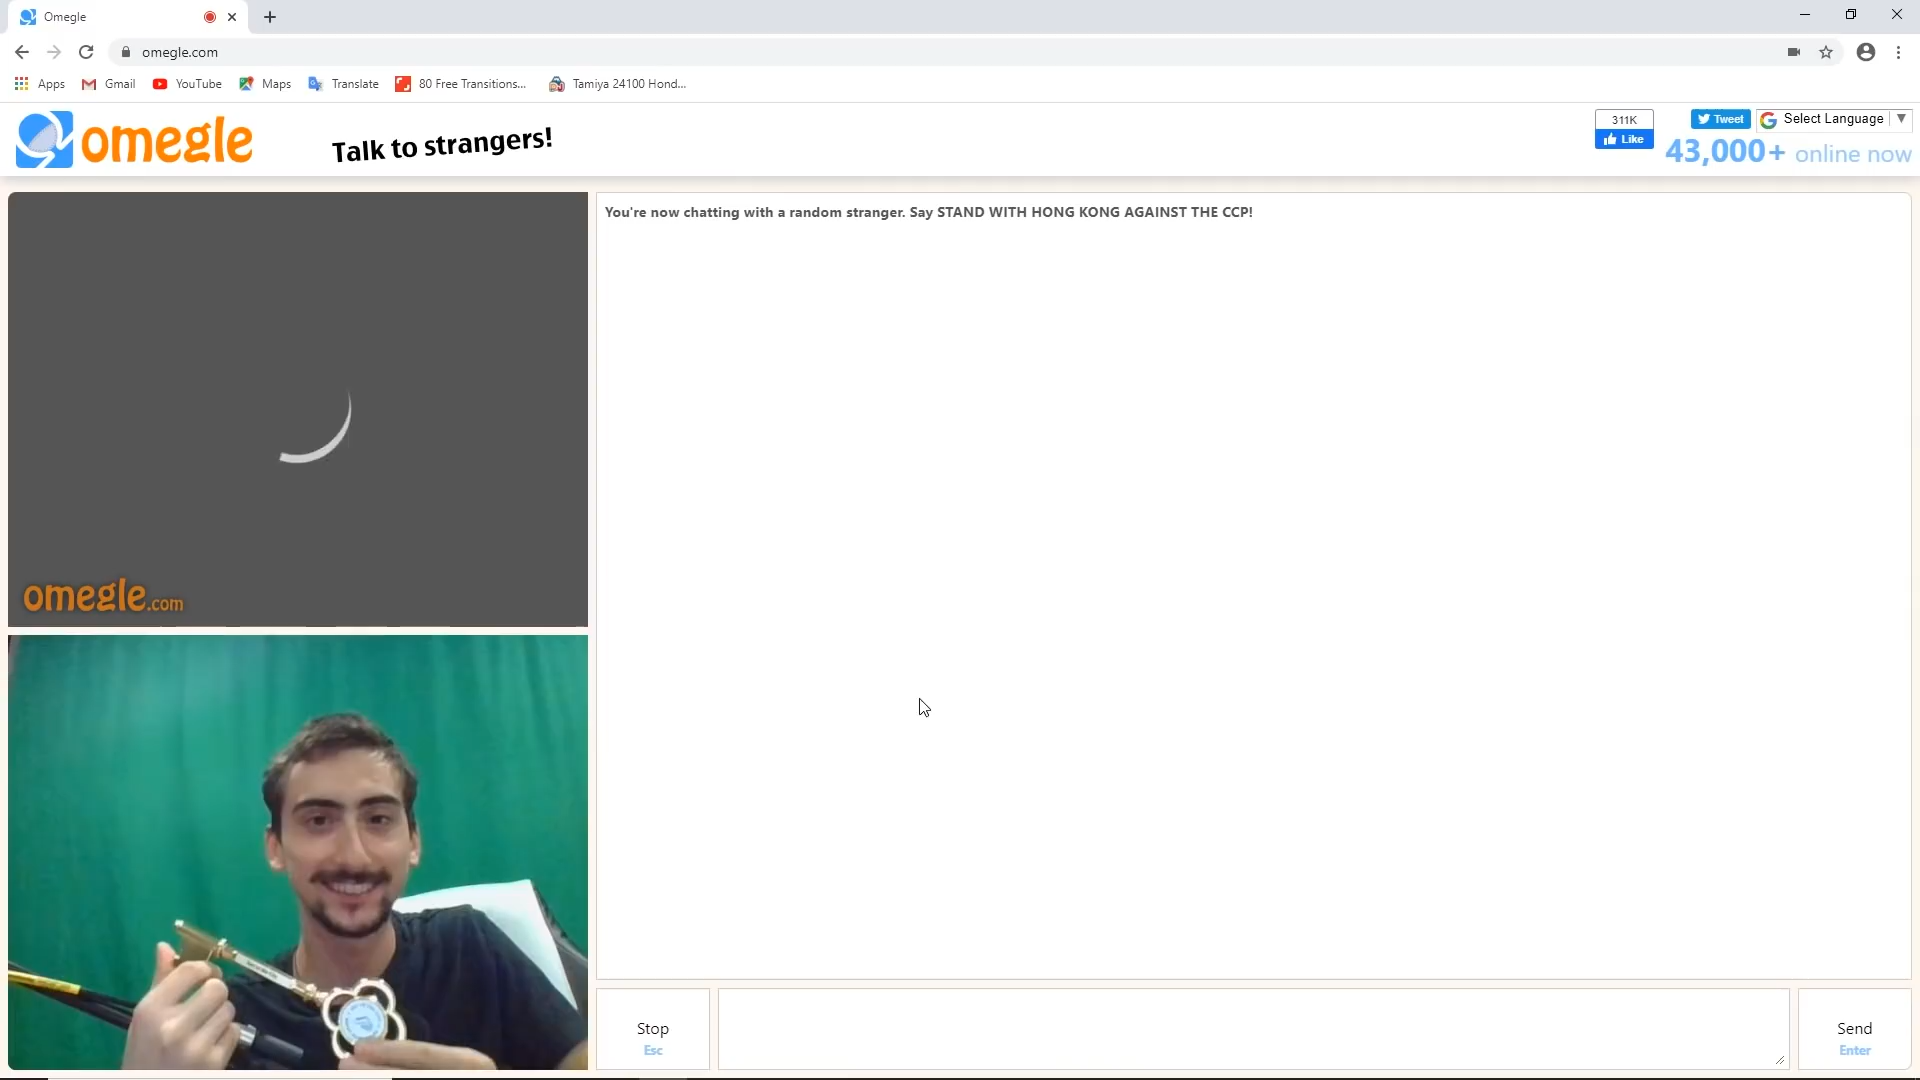 Omegle
omegle.com
Apps
Gmail
YouTube
Maps
Translate
80 Free Transitions...
Tamiya 24100 Hond...
omegle
Talk to strangers!
311K
Like
Tweet
Select Language
43,000+ online now
You're now chatting with a random stranger. Say STAND WITH HONG KONG AGAINST THE CCP!
omegle.com
Stop
Esc
Send
Enter